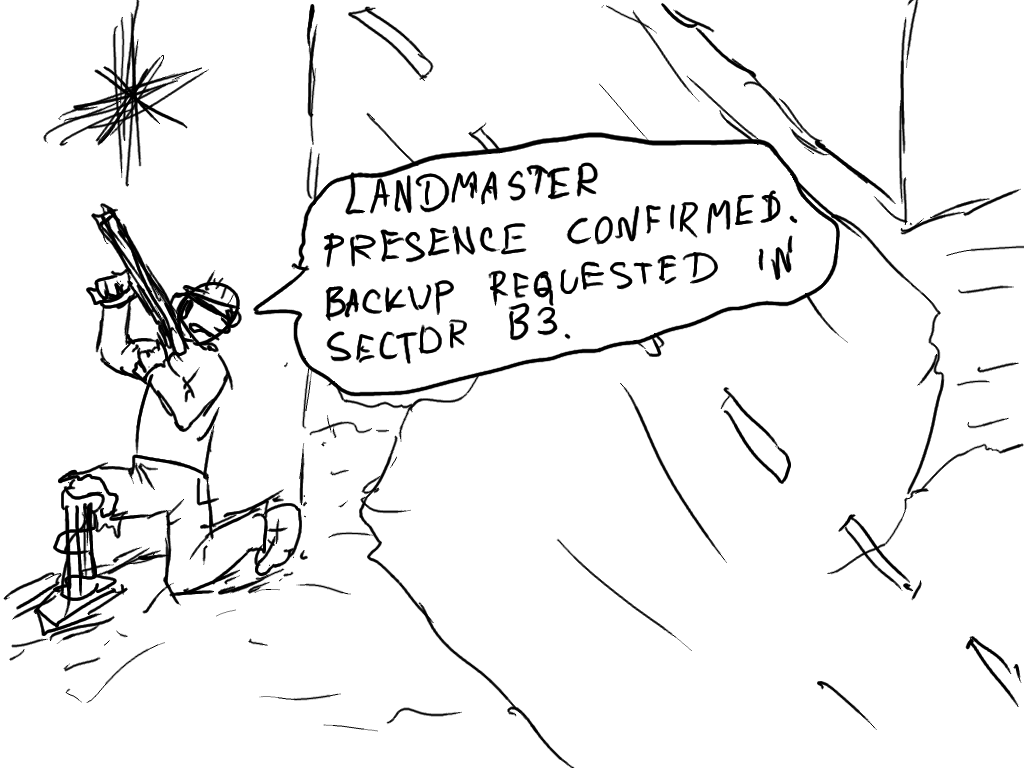 LANDMASTER
PRESENCE CONFIRMED.
BACKUP REQUESTED IN
SECTOR B3.